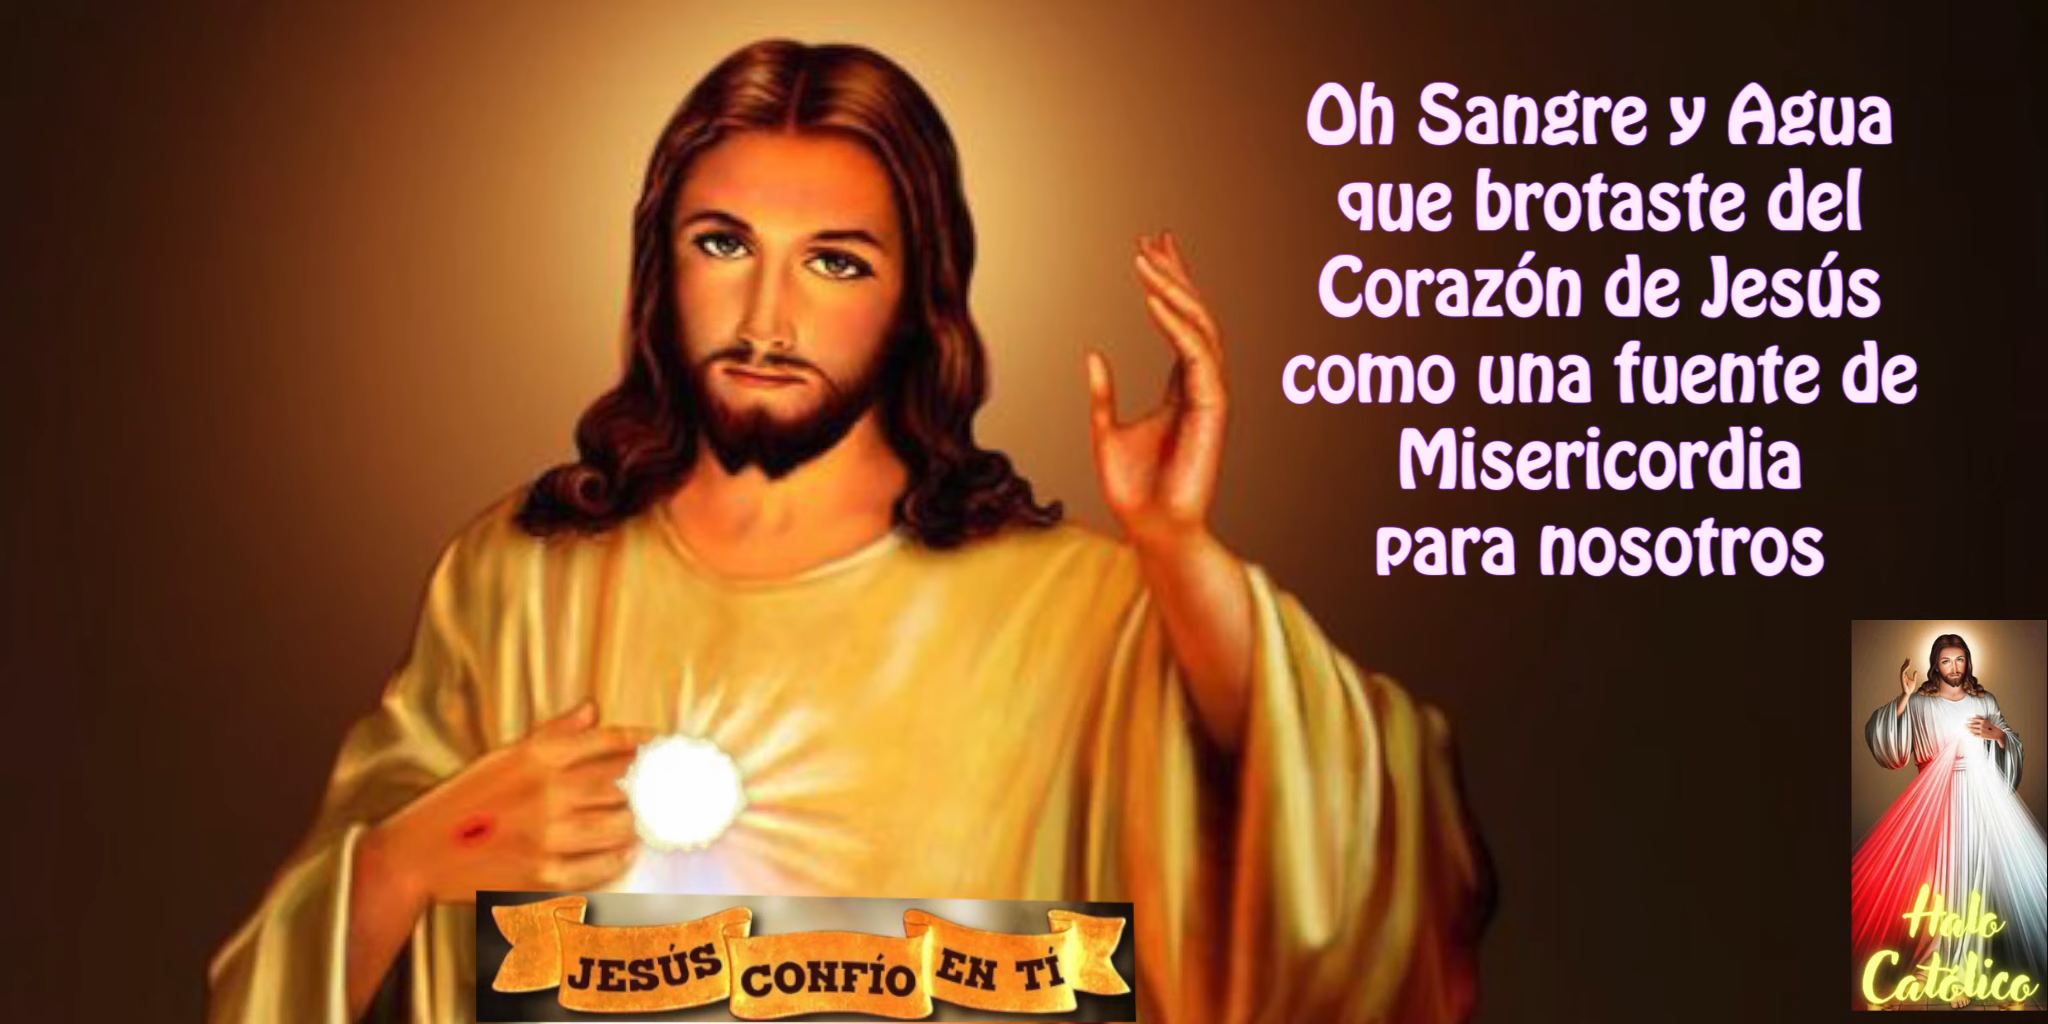 Oh Sangre y Agua
que brotaste del
Corazón de Jesús
como una fuente de
Misericordia
para nosotros
JESÚS CONFÍO EN TÍ
Halo
Católico